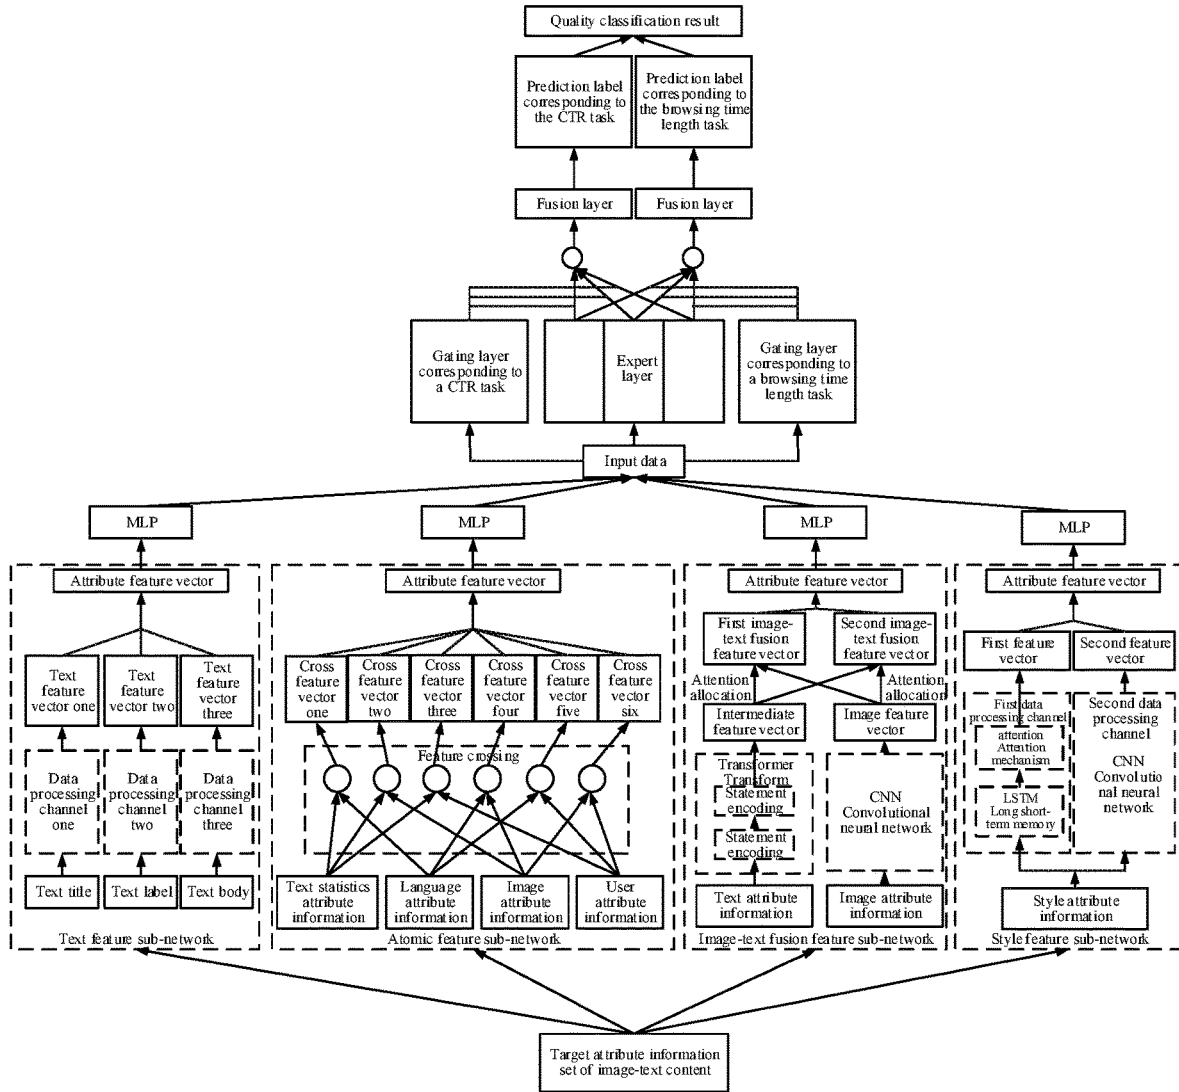 Quality classification result
Prediction label
corresponding to
the CTR task
Prediction label
corresponding to
the browsing time
length task
Fusion layer
Fusion layer
Gating layer
corresponding to
a CTR task
Expert
layer
Gating layer
corresponding to
a browsing time
length task
Input data
MLP
MLP
MLP
MLP
Attribute feature vector
Attribute feature vector
Attribute feature vector
Attribute feature vector
Text feature
vector one
Text feature
vector two
Text
feature
vector
three
Data
processing
channel
one
Data
processing
channel
two
Data
processing
channel
three
Text title
Text label
Text body
Text feature sub-network
Cross
feature
vector
one
Cross
feature
vector
two
Cross
feature
vector
three
Cross
feature
vector
four
Cross
feature
vector
five
Cross
feature
vector
six
Feature crossing
Text statistics
attribute
information
Language
attribute
information
Image
attribute
information
User
attribute
information
Atomic feature sub-network
First image-
text fusion
feature
vector
Second image-
text fusion
feature
vector
Attention
allocation
Attention
allocation
Intermediate
feature vector
Image feature
vector
Transformer
Transform
Statement
encoding
Statement
encoding
CNN
Convolutional
neural network
Text attribute
information
Image attribute
information
Image-text fusion feature sub-network
First feature
vector
Second feature
vector
First data
processing channel
attention
Attention
mechanism
LSTM
Long short-
term memory
Second data
processing
channel
CNN
Convolutio
nal neural
network
Style attribute
information
Style feature sub-network
Target attribute information
set of image-text content